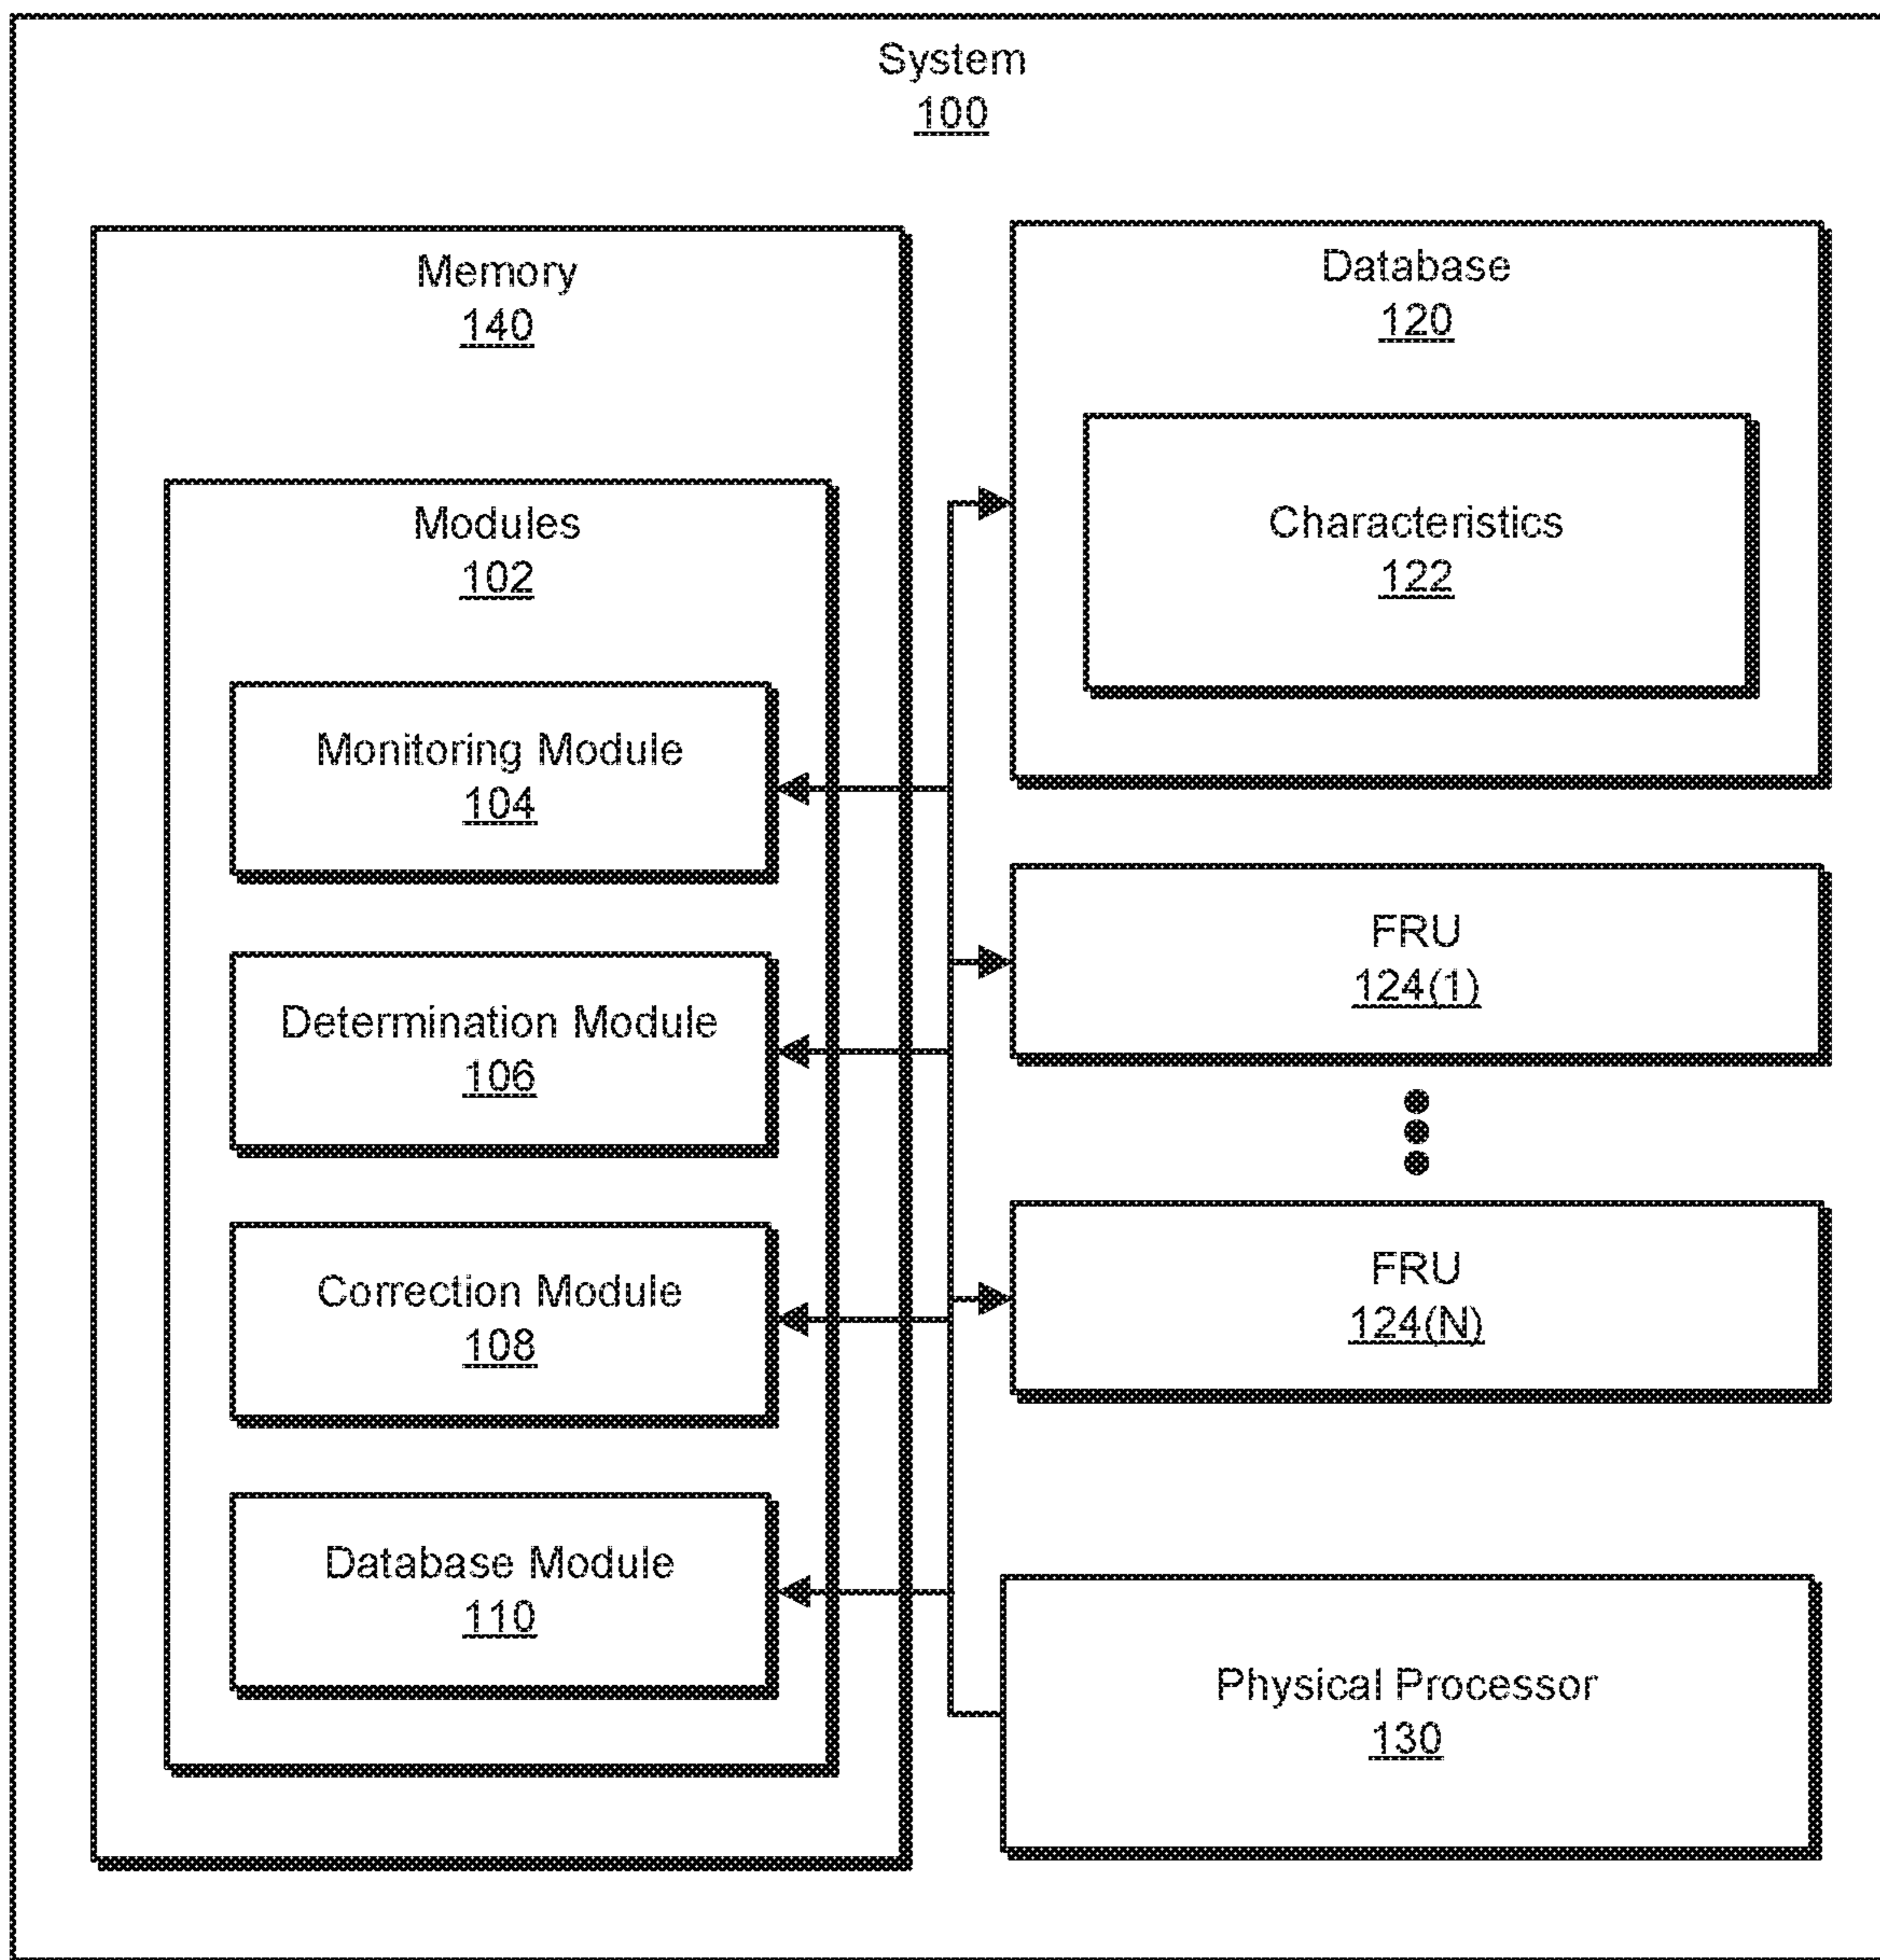 System
100
Memory
140
Modules
102
Monitoring Module
104
Determination Module
106
Correction Module
108
Database Module
110
Database
120
Characteristics
122
FRU
124(1)
FRU
124(N)
Physical Processor
130